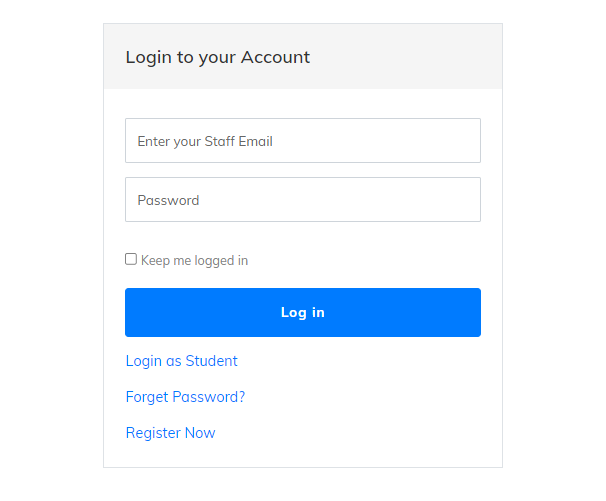 Login to your Account
Enter your Staff Email
Password
Keep me logged in
Log in
Login as Student
Forget Password?
Register Now